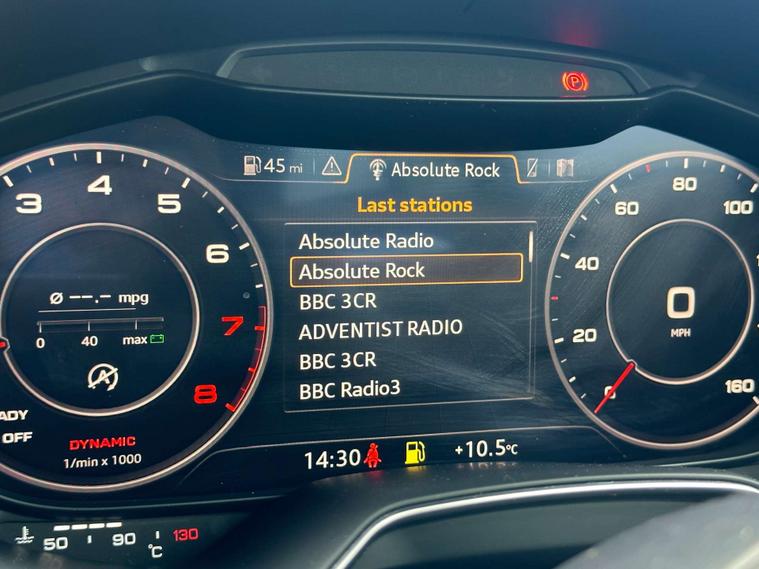 45 mi
Absolute Rock
Last stations
Absolute Radio
Absolute Rock
BBC 3CR
ADVENTIST RADIO
BBC 3CR
BBC Radio3
3 4 5 6 7 8
Ø --.- mpg
0 40 max
A
ADY
OFF
DYNAMIC
1/min x 1000
P
20 40 60 80 100 160
0
MPH
14:30 +10.5°C
50 90 130
°C